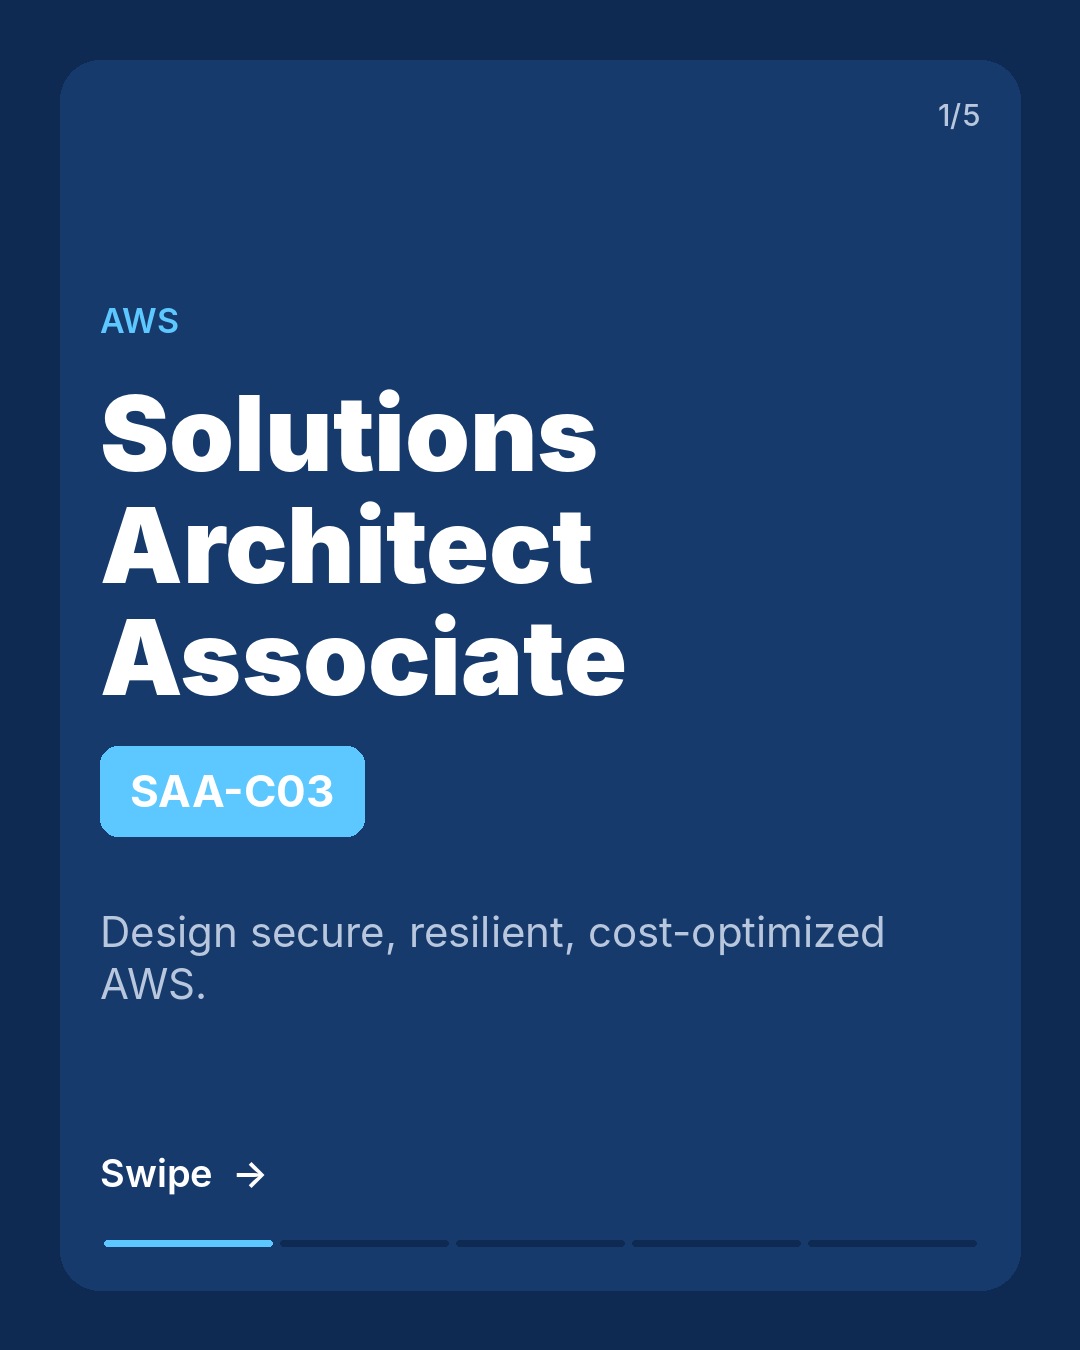 1/5
AWS
Solutions
Architect
Associate
SAA-C03
Design secure, resilient, cost-optimized
AWS.
Swipe →